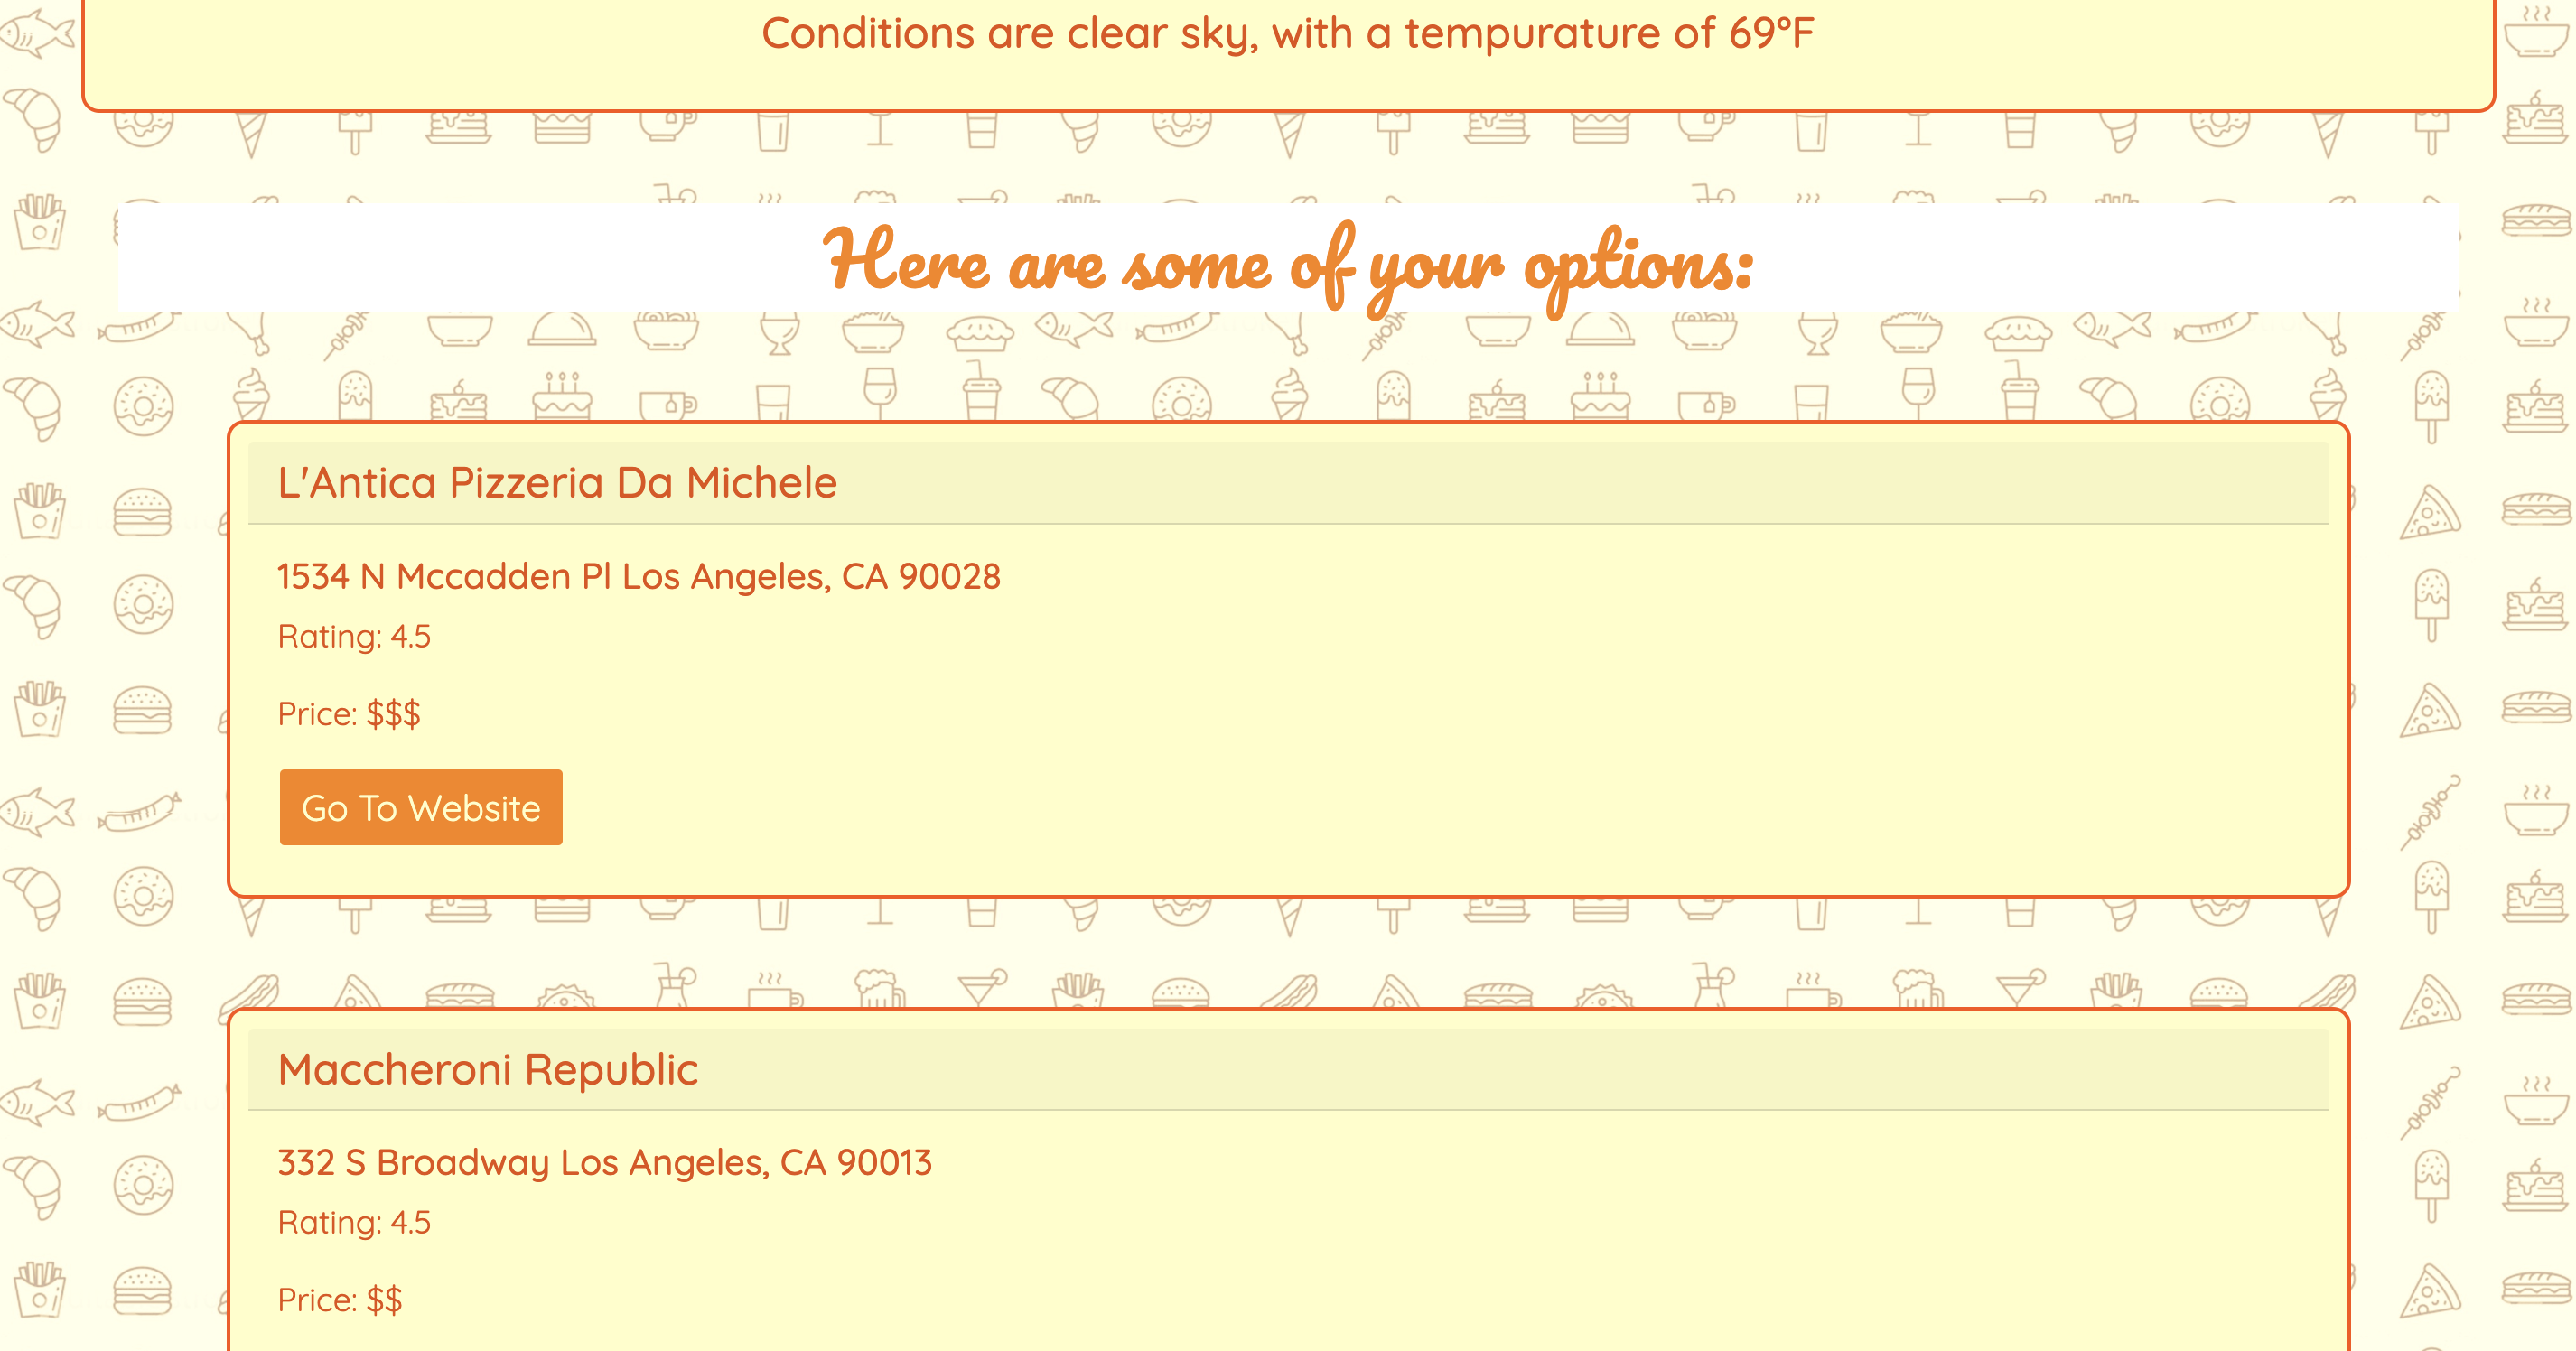 Conditions are clear sky, with a tempurature of 69°F
Here are some of your options:
L'Antica Pizzeria Da Michele
1534 N Mccadden Pl Los Angeles, CA 90028
Rating: 4.5
Price: $$$
Go To Website
Maccheroni Republic
332 S Broadway Los Angeles, CA 90013
Rating: 4.5
Price: $$